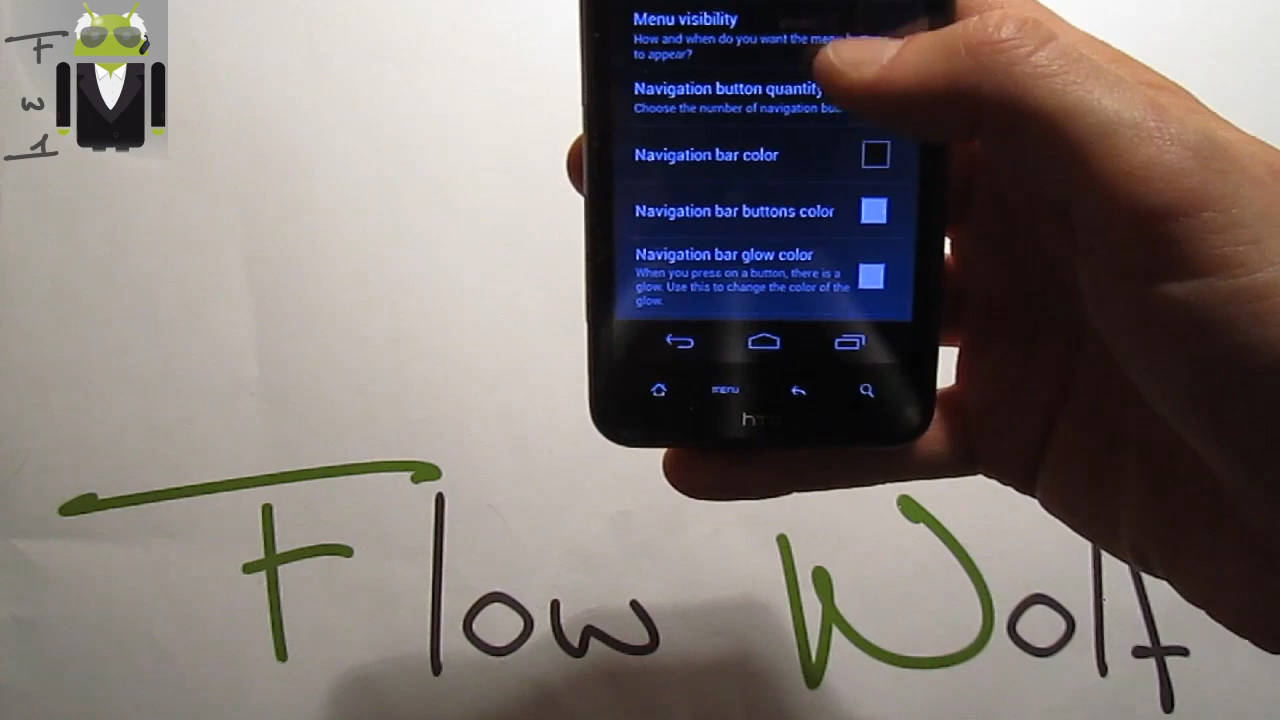 F
w
1
Menu visibility
How and when do you want the menu
to appear?
Navigation button quantity
Choose the number of navigation
Navigation bar color
Navigation bar buttons color
Navigation bar glow color
When you press on a button, there is a
glow. Use this to change the color of the
glow.
MENU
htc
Flow Wolf